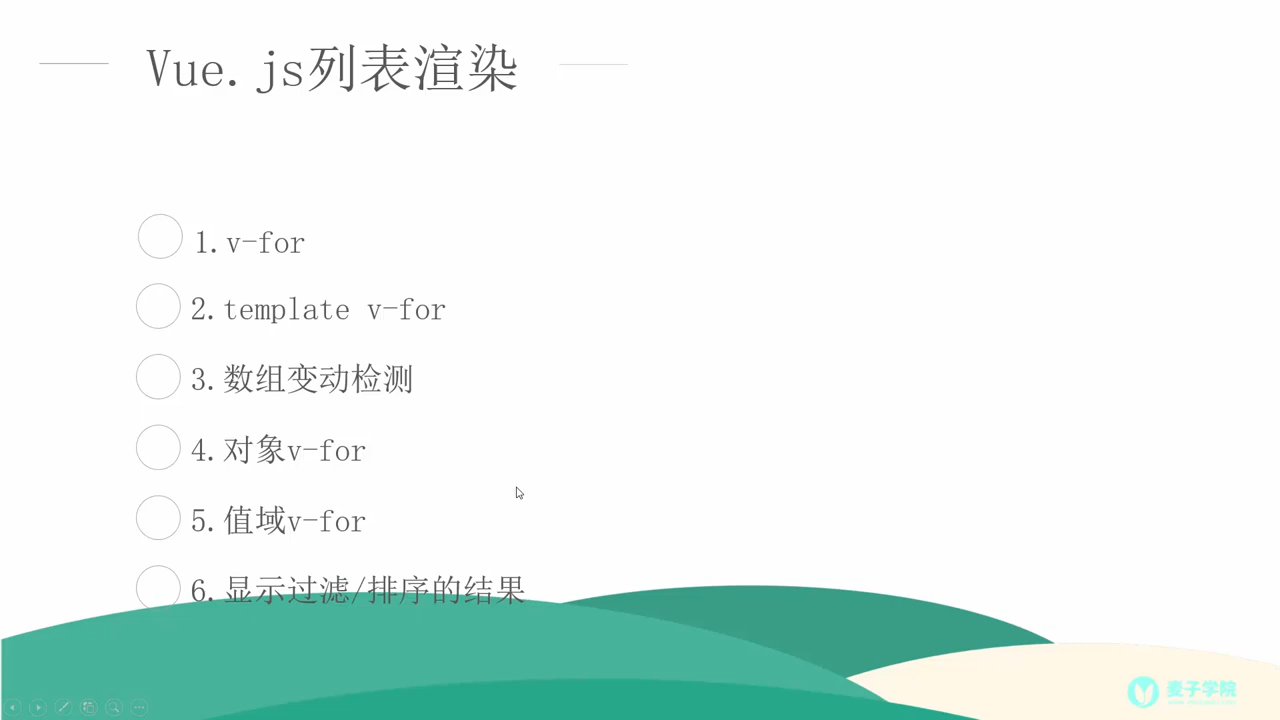 Vue.js列表渲染
1.v-for
2.template v-for
3.数组变动检测
4.对象v-for
5.值域v-for
6.显示过滤/排序的结果
麦子学院